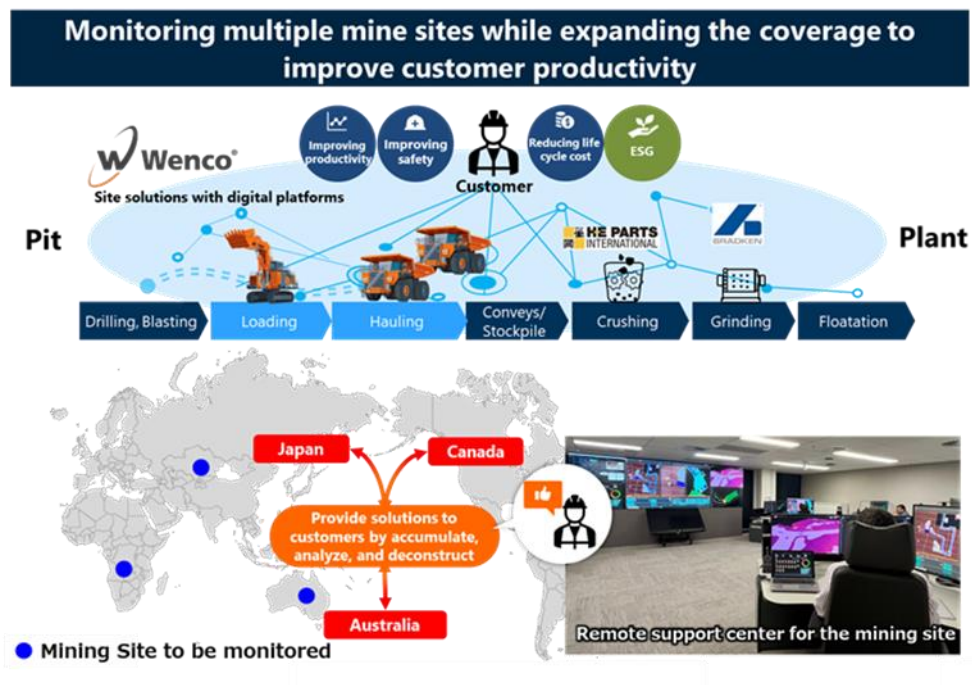 Monitoring multiple mine sites while expanding the coverage to
improve customer productivity
Wenco®
Site solutions with digital platforms
Improving
productivity
Improving
safety
Customer
Reducing life
cycle cost
ESG
Pit
H-E PARTS
INTERNATIONAL
BRADKEN
Plant
Drilling, Blasting
Loading
Hauling
Conveys/
Stockpile
Crushing
Grinding
Floatation
Japan
Canada
Provide solutions to
customers by accumulate,
analyze, and deconstruct
Australia
Mining Site to be monitored
Remote support center for the mining site